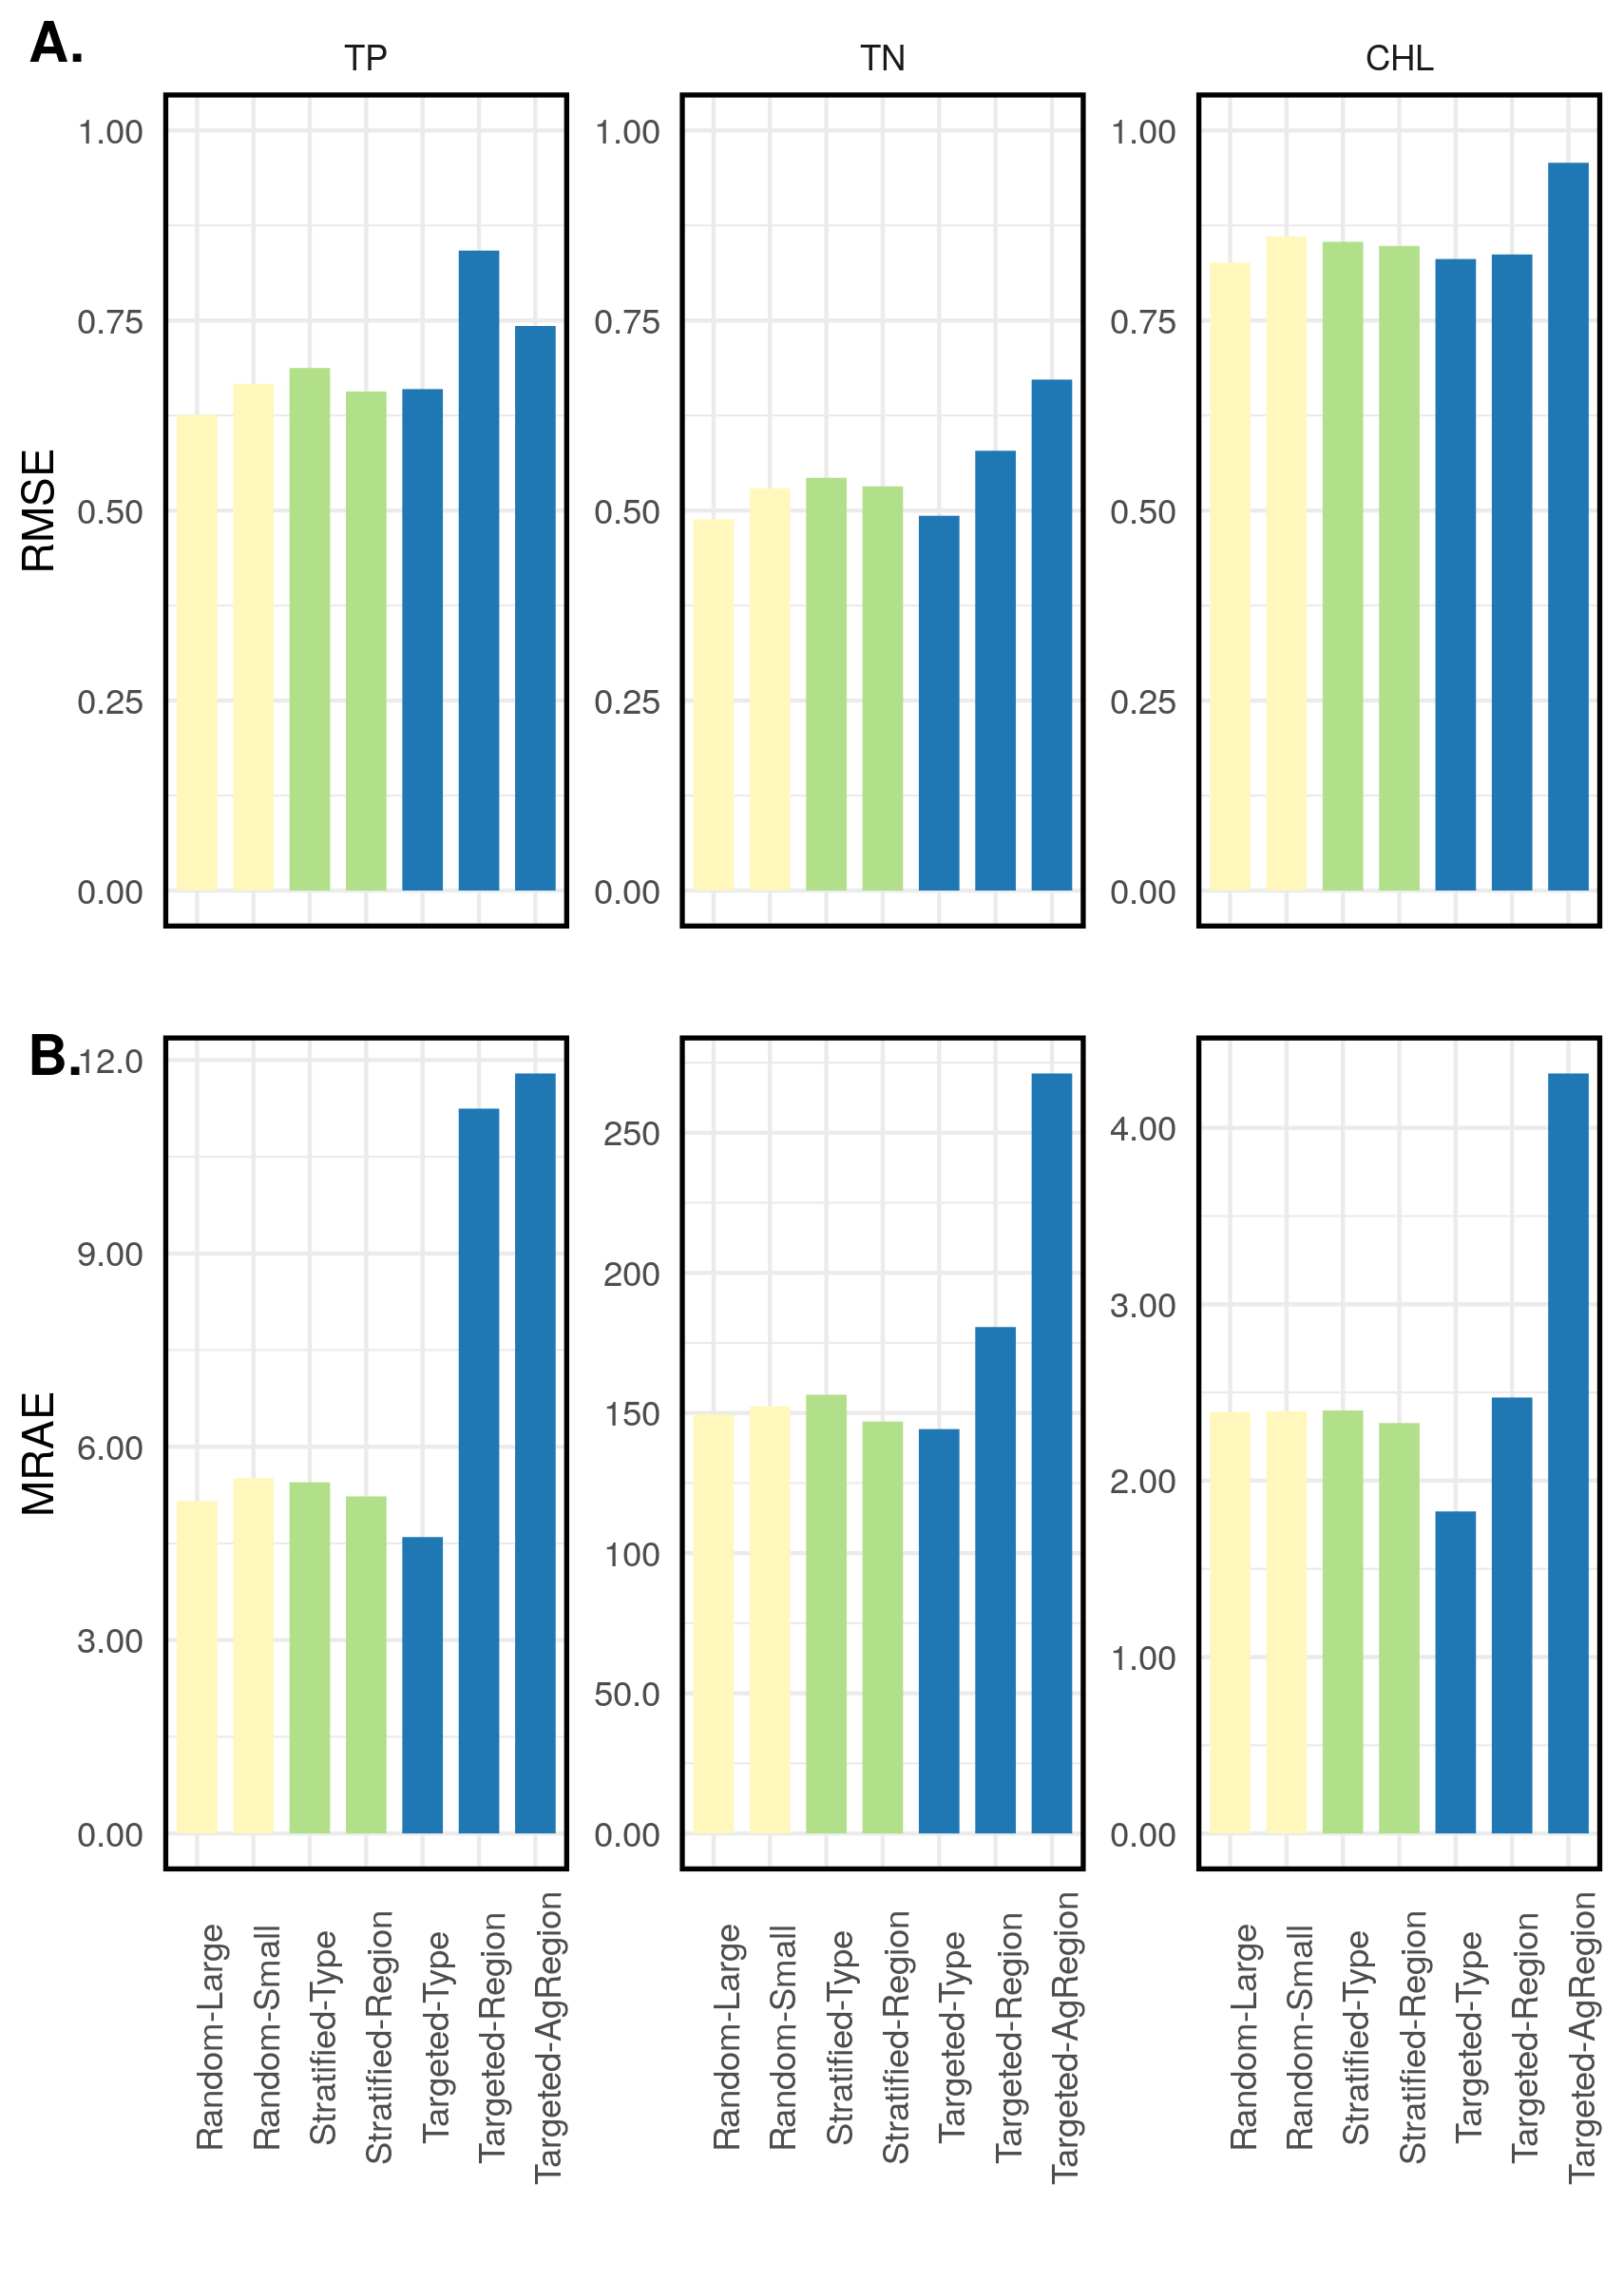 A.
TP TN CHL
1.00 1.00 1.00
0.75 0.75 0.75
RMSE
0.50 0.50 0.50
0.25 0.25 0.25
0.00 0.00 0.00
B.
12.0
9.00
6.00
3.00
0.00
MRAE
250
200
150
100
50.0
0.00
4.00
3.00
2.00
1.00
0.00
Random-Large
Random-Small
Stratified-Type
Stratified-Region
Targeted-Type
Targeted-Region
Targeted-AgRegion
Random-Large
Random-Small
Stratified-Type
Stratified-Region
Targeted-Type
Targeted-Region
Targeted-AgRegion
Random-Large
Random-Small
Stratified-Type
Stratified-Region
Targeted-Type
Targeted-Region
Targeted-AgRegion